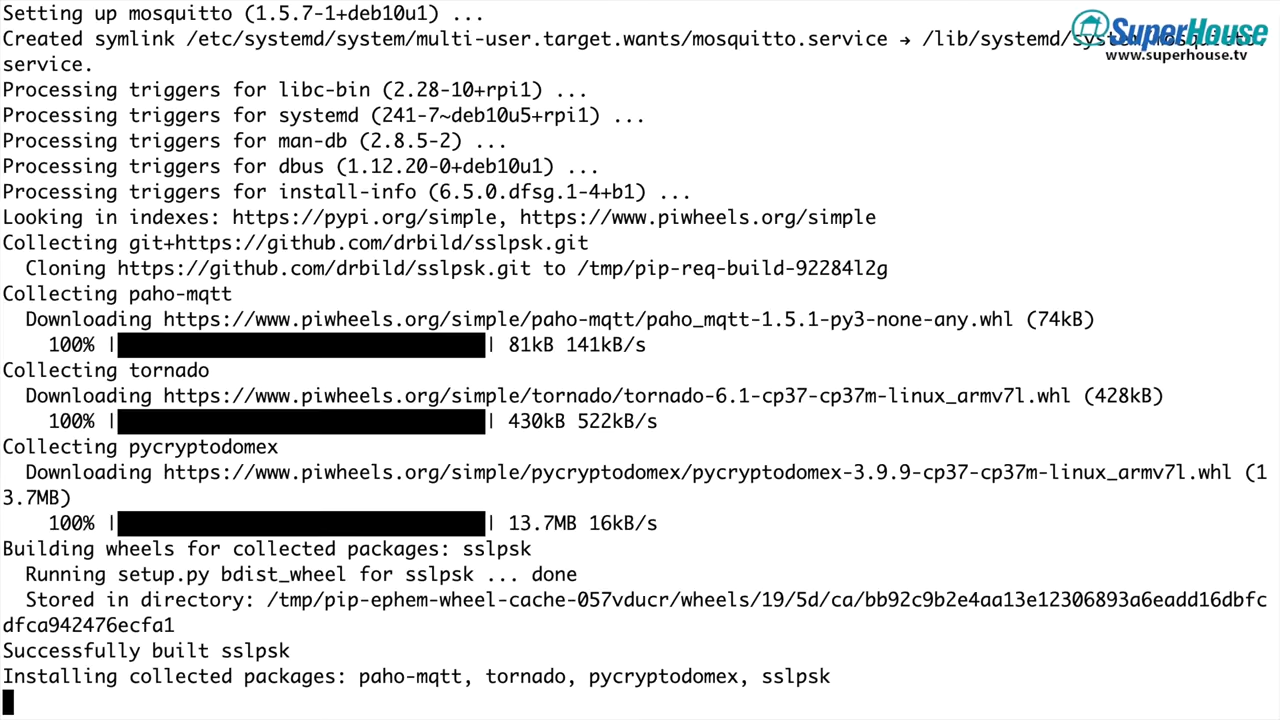 Setting up mosquitto (1.5.7-1+deb10u1) ...
Created symlink /etc/systemd/system/multi-user.target.wants/mosquitto.service → /lib/systemd/system/mosquitto.
service.
Processing triggers for libc-bin (2.28-10+rpi1) ...
Processing triggers for systemd (241-7~deb10u5+rpi1) ...
Processing triggers for man-db (2.8.5-2) ...
Processing triggers for dbus (1.12.20-0+deb10u1) ...
Processing triggers for install-info (6.5.0.dfsg.1-4+b1) ...
Looking in indexes: https://pypi.org/simple, https://www.piwheels.org/simple
Collecting git+https://github.com/drbild/sslpsk.git
  Cloning https://github.com/drbild/sslpsk.git to /tmp/pip-req-build-92284l2g
Collecting paho-mqtt
  Downloading https://www.piwheels.org/simple/paho-mqtt/paho_mqtt-1.5.1-py3-none-any.whl (74kB)
    100% |████████████████████████████████| 81kB 141kB/s
Collecting tornado
  Downloading https://www.piwheels.org/simple/tornado/tornado-6.1-cp37-cp37m-linux_armv7l.whl (428kB)
    100% |████████████████████████████████| 430kB 522kB/s
Collecting pycryptodomex
  Downloading https://www.piwheels.org/simple/pycryptodomex/pycryptodomex-3.9.9-cp37-cp37m-linux_armv7l.whl (1
3.7MB)
    100% |████████████████████████████████| 13.7MB 16kB/s
Building wheels for collected packages: sslpsk
  Running setup.py bdist_wheel for sslpsk ... done
  Stored in directory: /tmp/pip-ephem-wheel-cache-057vducr/wheels/19/5d/ca/bb92c9b2e4aa13e12306893a6eadd16dbfc
dfca942476ecfa1
Successfully built sslpsk
Installing collected packages: paho-mqtt, tornado, pycryptodomex, sslpsk
SuperHouse
www.superhouse.tv